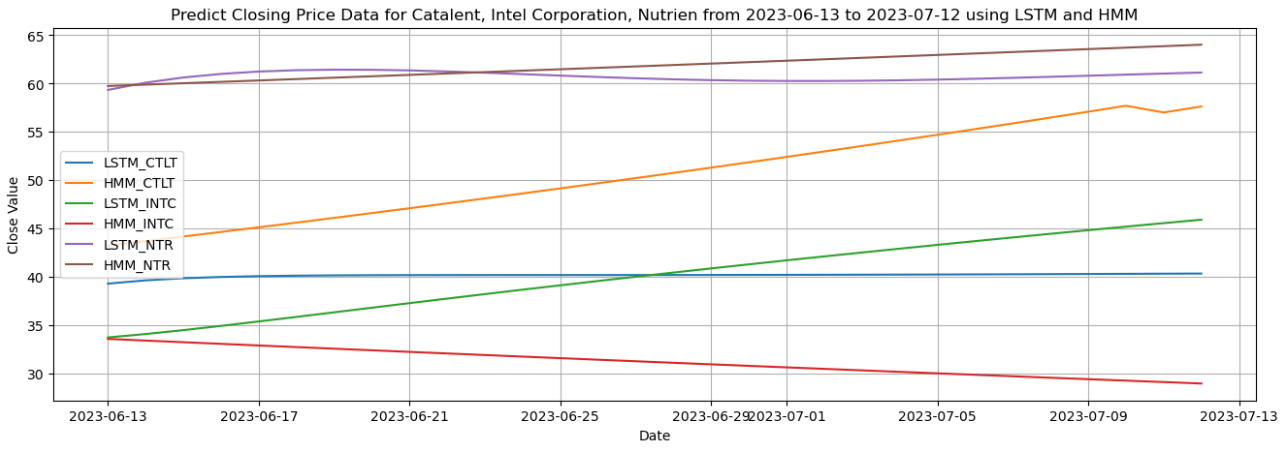 Predict Closing Price Data for Catalent, Intel Corporation, Nutrien from 2023-06-13 to 2023-07-12 using LSTM and HMM
65
60
55
50
45
40
35
30
Close Value
LSTM_CTLT
HMM_CTLT
LSTM_INTC
HMM_INTC
LSTM_NTR
HMM_NTR
2023-06-13 2023-06-17 2023-06-21 2023-06-25 2023-06-29 2023-07-01 2023-07-05 2023-07-09 2023-07-13
Date